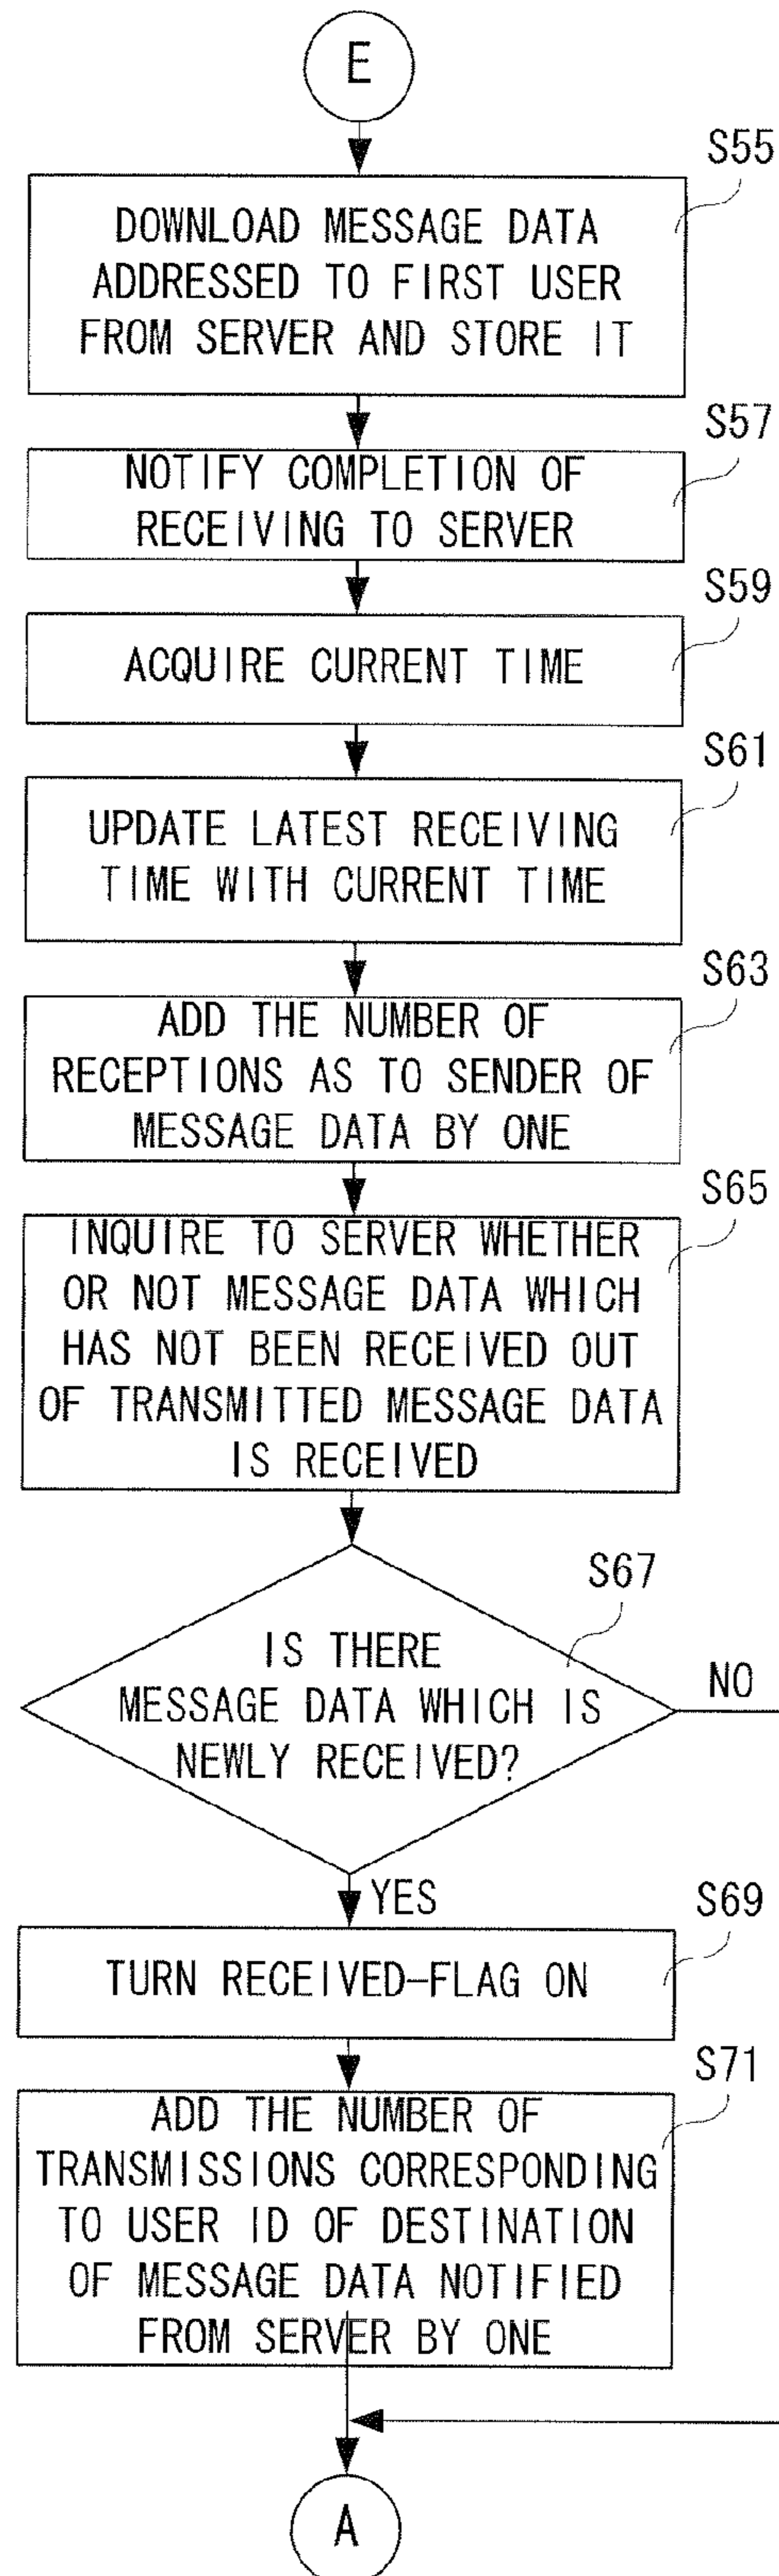 E
S55
DOWNLOAD MESSAGE DATA
ADDRESSED TO FIRST USER
FROM SERVER AND STORE IT
S57
NOTIFY COMPLETION OF
RECEIVING TO SERVER
S59
ACQUIRE CURRENT TIME
S61
UPDATE LATEST RECEIVING
TIME WITH CURRENT TIME
S63
ADD THE NUMBER OF
RECEPTIONS AS TO SENDER OF
MESSAGE DATA BY ONE
S65
INQUIRE TO SERVER WHETHER
OR NOT MESSAGE DATA WHICH
HAS NOT BEEN RECEIVED OUT
OF TRANSMITTED MESSAGE DATA
IS RECEIVED
S67
IS THERE
MESSAGE DATA WHICH IS
NEWLY RECEIVED?
NO
YES
S69
TURN RECEIVED-FLAG ON
S71
ADD THE NUMBER OF
TRANSMISSIONS CORRESPONDING
TO USER ID OF DESTINATION
OF MESSAGE DATA NOTIFIED
FROM SERVER BY ONE
A